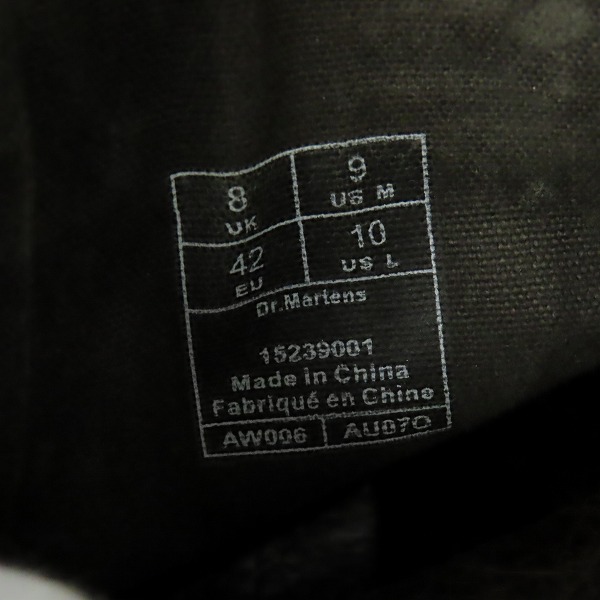 8
UK
9
US M
42
EU
10
US L
Dr.Martens
15239001
Made in China
Fabriqué en Chine
AW006
AU07O